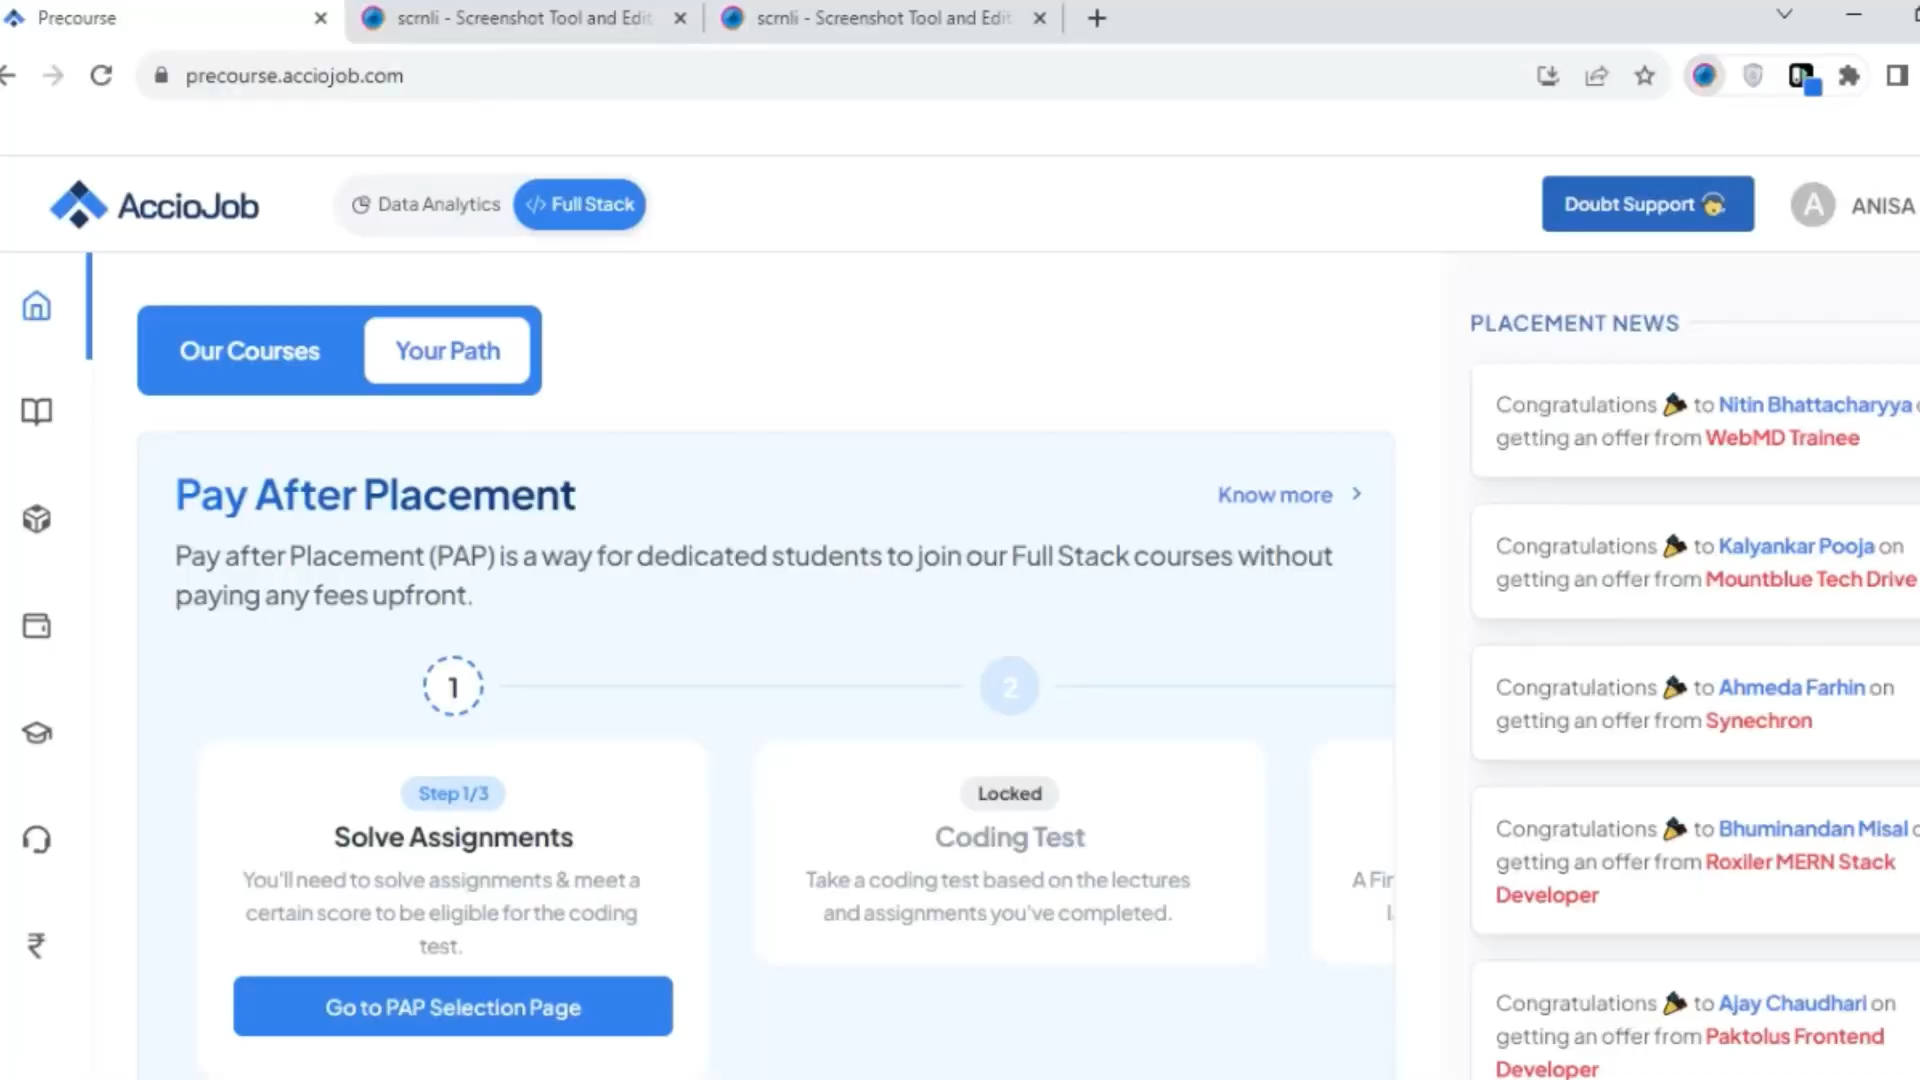 Precourse
scrnli - Screenshot Tool and Edit
scrnli - Screenshot Tool and Edit
precourse.acciojob.com
AccioJob
Data Analytics
</> Full Stack
Doubt Support
A
ANISA
Our Courses
Your Path
Pay After Placement
Know more
Pay after Placement (PAP) is a way for dedicated students to join our Full Stack courses without
paying any fees upfront.
1
2
Step 1/3
Solve Assignments
You'll need to solve assignments & meet a
certain score to be eligible for the coding
test.
Go to PAP Selection Page
Locked
Coding Test
Take a coding test based on the lectures
and assignments you've completed.
A Fir
PLACEMENT NEWS
Congratulations to Nitin Bhattacharyya
getting an offer from WebMD Trainee
Congratulations to Kalyankar Pooja on
getting an offer from Mountblue Tech Drive
Congratulations to Ahmeda Farhin on
getting an offer from Synechron
Congratulations to Bhuminandan Misal
getting an offer from Roxiler MERN Stack
Developer
Congratulations to Ajay Chaudhari on
getting an offer from Paktolus Frontend
Developer
₹